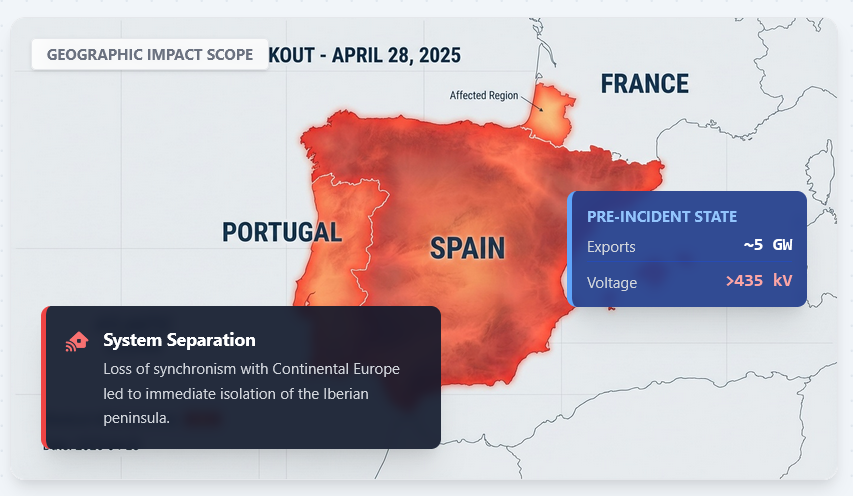 GEOGRAPHIC IMPACT SCOPE
KOUT - APRIL 28, 2025
FRANCE
Affected Region
PORTUGAL
SPAIN
PRE-INCIDENT STATE
Exports ~5 GW
Voltage >435 kV
System Separation
Loss of synchronism with Continental Europe
led to immediate isolation of the Iberian
peninsula.